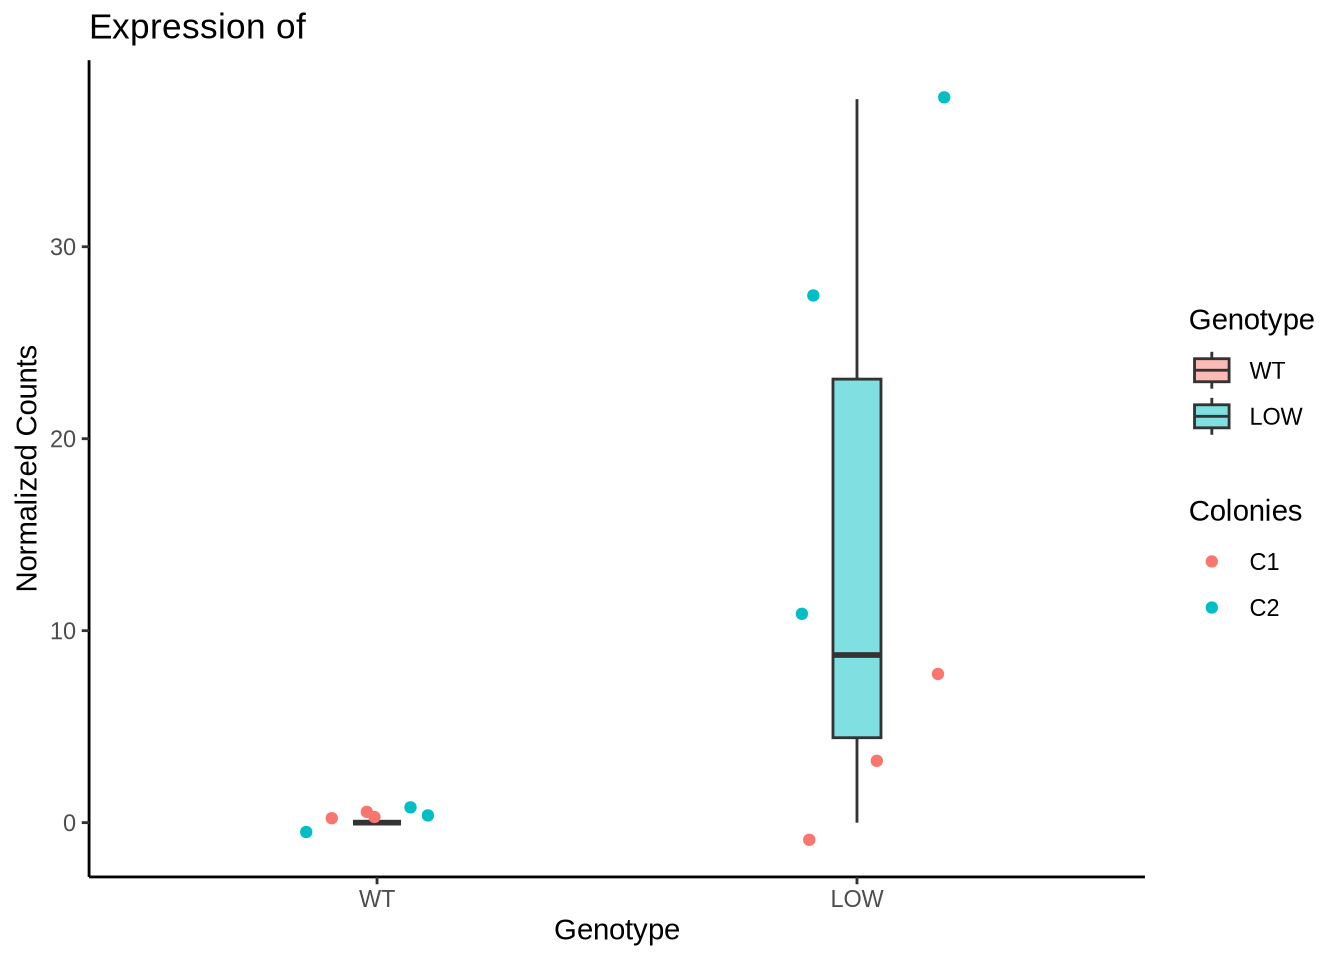 Expression of
Normalized Counts
30
20
10
0
WT
LOW
Genotype
Genotype
WT
LOW
Colonies
C1
C2